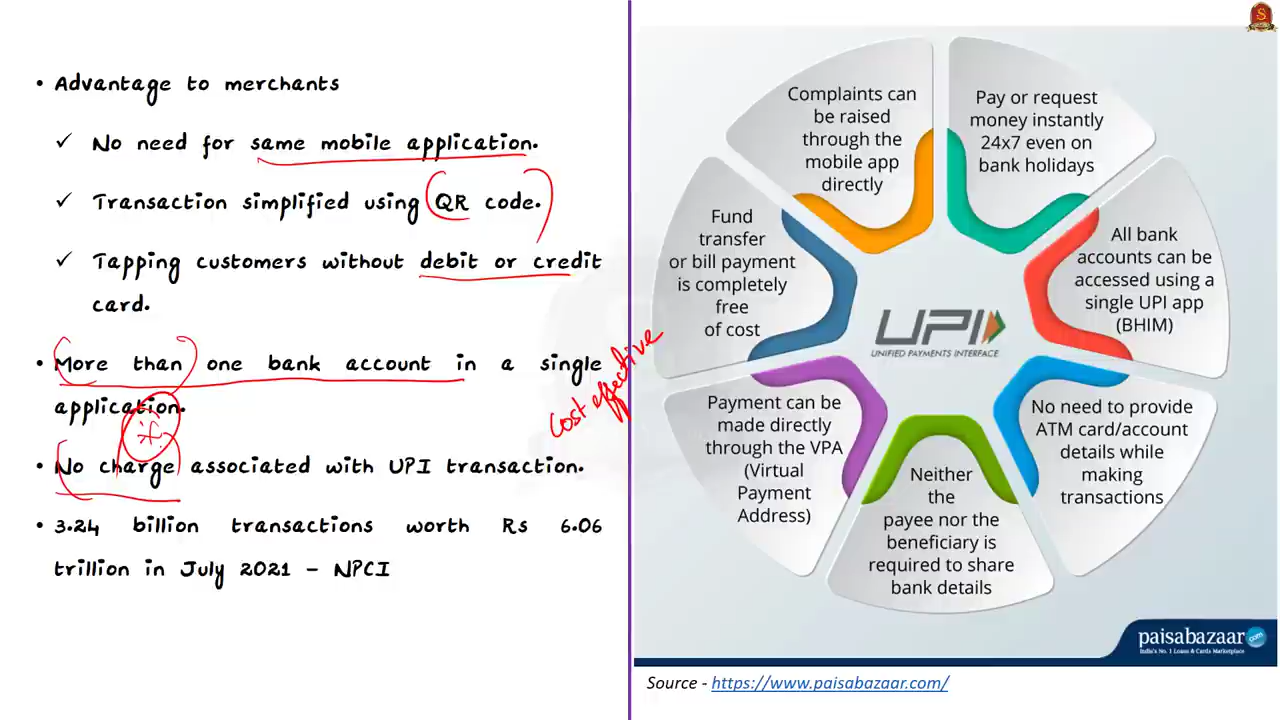 • Advantage to merchants
✓ No need for same mobile application.
✓ Transaction simplified using QR code.
✓ Tapping customers without debit or credit
card.
• More than one bank account in a single
application.
• No charge associated with UPI transaction.
• 3.24 billion transactions worth Rs 6.06
trillion in July 2021 - NPCI
cost effective
Complaints can
be raised
through the
mobile app
directly
Pay or request
money instantly
24x7 even on
bank holidays
Fund
transfer
or bill payment
is completely
free
of cost
All bank
accounts can be
accessed using a
single UPI app
(BHIM)
UPI
UNIFIED PAYMENTS INTERFACE
Payment can be
made directly
through the VPA
(Virtual
Payment
Address)
Neither
the
payee nor the
beneficiary is
required to share
bank details
No need to provide
ATM card/account
details while
making
transactions
paisabazaar.com
India's No. 1 Loans & Cards Marketplace
Source - https://www.paisabazaar.com/